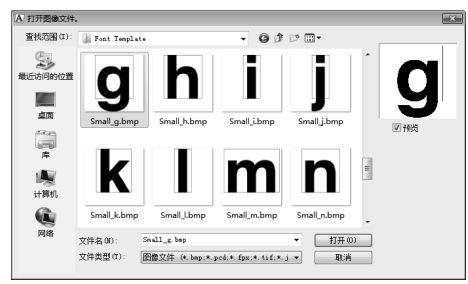 打开图像文件。
查找范围(I):
Font Template
最近访问的位置
桌面
库
计算机
网络
g h i j
Small_g.bmp Small_h.bmp Small_i.bmp Small_j.bmp
k l m n
Small_k.bmp Small_l.bmp Small_m.bmp Small_n.bmp
g
预览
文件名(N): Small_g.bmp 打开(O)
文件类型(T): 图像文件 (*.bmp;*.pcd;*.fpx;*.tif;*.j 取消